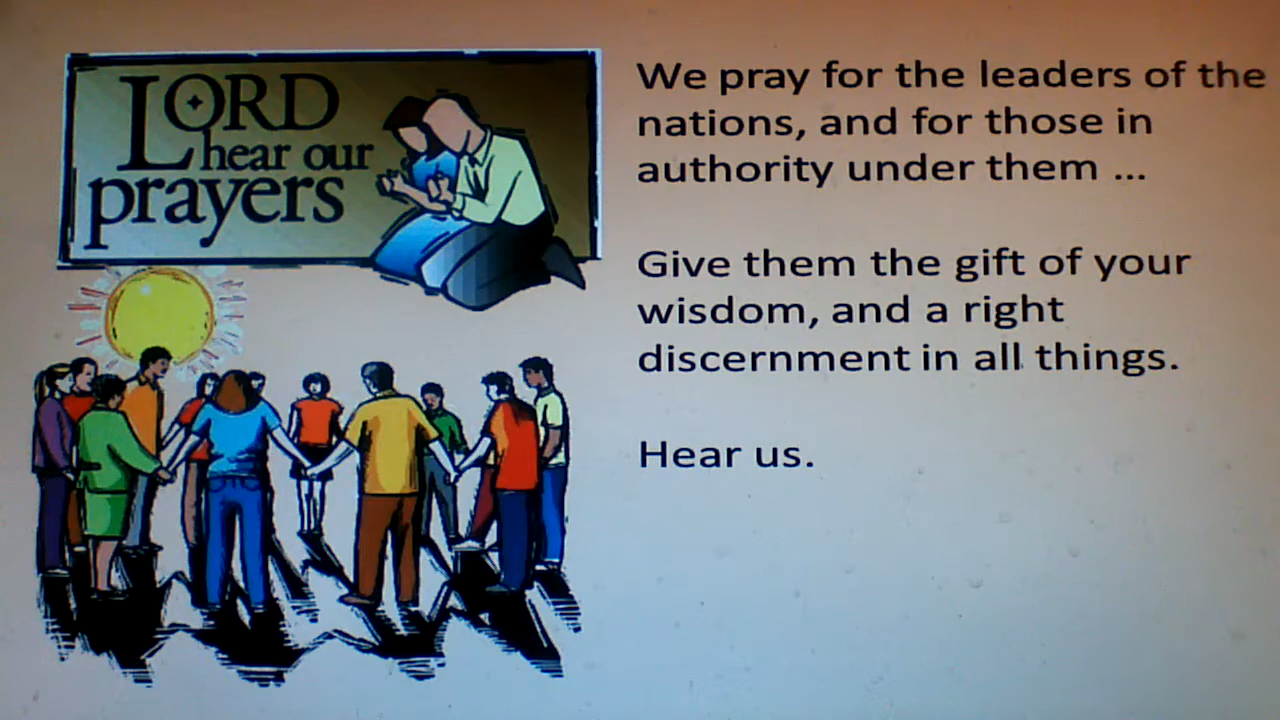 LORD
hear our
prayers
We pray for the leaders of the
nations, and for those in
authority under them ...
Give them the gift of your
wisdom, and a right
discernment in all things.
Hear us.